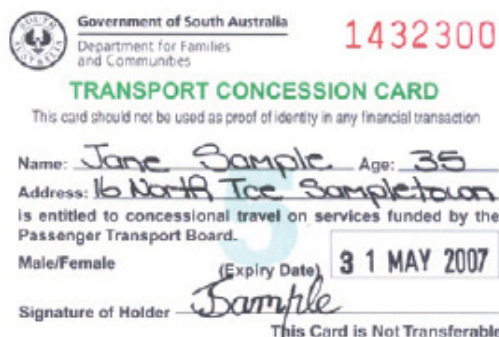 Government of South Australia
1432300
Department for Families
and Communities
SOUTH AUSTRALIA
TRANSPORT CONCESSION CARD
This card should not be used as proof of identity in any financial transaction
Name: Jane Sample Age: 35
Address: 16 North Tce Sampletown
is entitled to concessional travel on services funded by the
Passenger Transport Board.
5
Male/Female
(Expiry Date) 31 MAY 2007
Signature of Holder Sample
This Card is Not Transferable